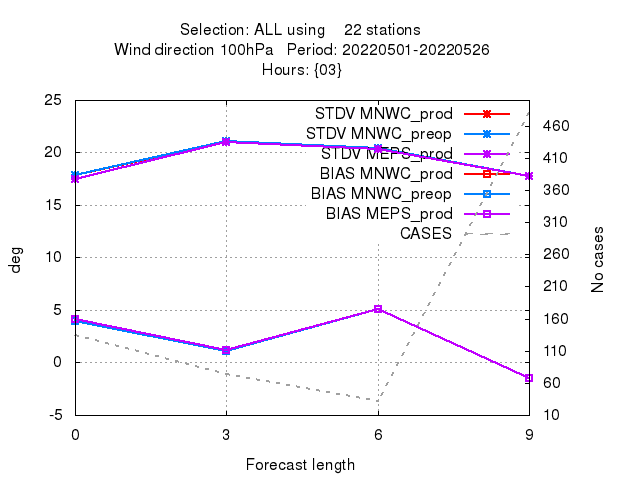 Selection: ALL using    22 stations
Wind direction 100hPa   Period: 20220501-20220526
Hours: {03}
25
20
15
10
5
0
-5
deg
STDV MNWC_prod
STDV MNWC_preop
STDV MEPS_prod
BIAS MNWC_prod
BIAS MNWC_preop
BIAS MEPS_prod
CASES
460
410
360
310
260
210
160
110
60
10
No cases
0 3 6 9
Forecast length